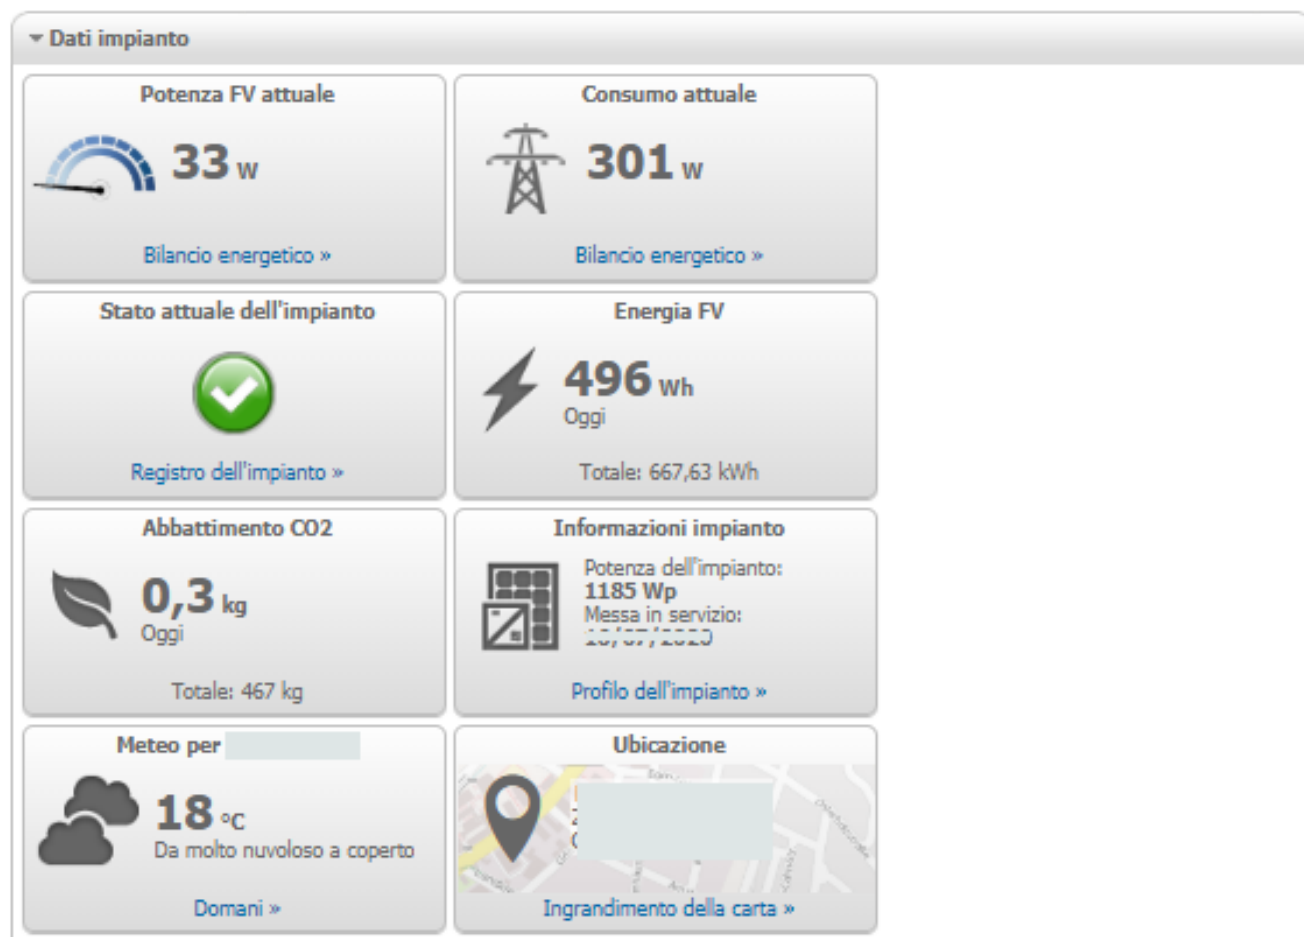 Dati impianto
Potenza FV attuale
33 W
Bilancio energetico »
Consumo attuale
301 W
Bilancio energetico »
Stato attuale dell'impianto
Registro dell'impianto »
Energia FV
496 Wh
Oggi
Totale: 667,63 kWh
Abbattimento CO2
0,3 kg
Oggi
Totale: 467 kg
Informazioni impianto
Potenza dell'impianto:
1185 Wp
Messa in servizio:
Profilo dell'impianto »
Meteo per
18 °C
Da molto nuvoloso a coperto
Domani »
Ubicazione
Ingrandimento della carta »